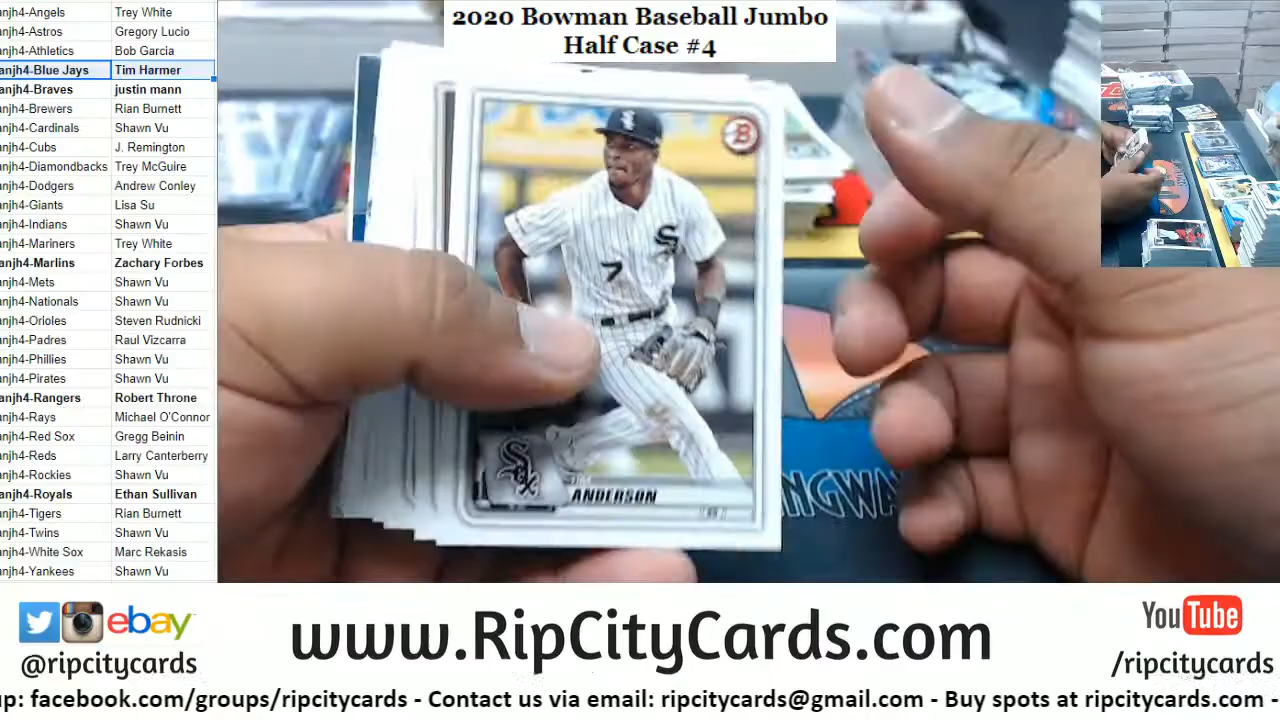 2020 Bowman Baseball Jumbo
Half Case #4
anjh4-Angels Trey White
anjh4-Astros Gregory Lucio
anjh4-Athletics Bob Garcia
anjh4-Blue Jays Tim Harmer
anjh4-Braves justin mann
anjh4-Brewers Rian Burnett
anjh4-Cardinals Shawn Vu
anjh4-Cubs J. Remington
anjh4-Diamondbacks Trey McGuire
anjh4-Dodgers Andrew Conley
anjh4-Giants Lisa Su
anjh4-Indians Shawn Vu
anjh4-Mariners Trey White
anjh4-Marlins Zachary Forbes
anjh4-Mets Shawn Vu
anjh4-Nationals Shawn Vu
anjh4-Orioles Steven Rudnicki
anjh4-Padres Raul Vizcarra
anjh4-Phillies Shawn Vu
anjh4-Pirates Shawn Vu
anjh4-Rangers Robert Throne
anjh4-Rays Michael O'Connor
anjh4-Red Sox Gregg Beinin
anjh4-Reds Larry Canterberry
anjh4-Rockies Shawn Vu
anjh4-Royals Ethan Sullivan
anjh4-Tigers Rian Burnett
anjh4-Twins Shawn Vu
anjh4-White Sox Marc Rekasis
anjh4-Yankees Shawn Vu
B
SOX
7
SOX
ANDERSON
NGWA
ebay
@ripcitycards
www.RipCityCards.com
YouTube
/ripcitycards
up: facebook.com/groups/ripcitycards - Contact us via email: ripcitycards@gmail.com - Buy spots at ripcitycards.com -